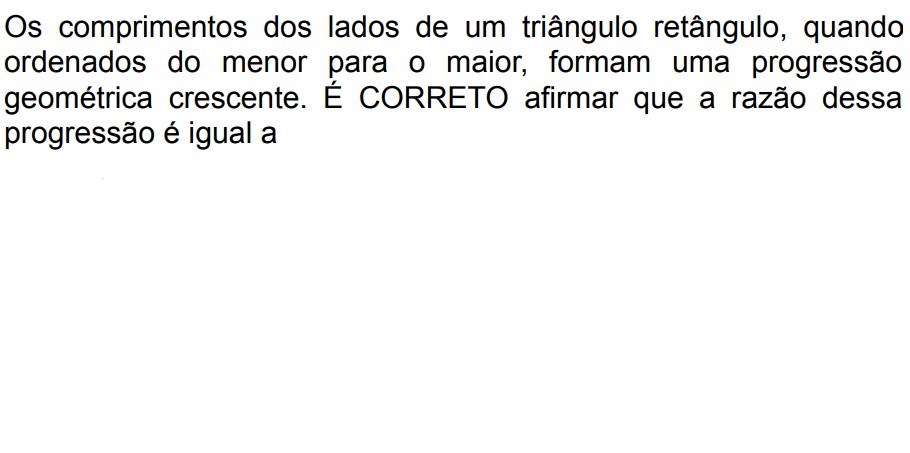 Os comprimentos dos lados de um triângulo retângulo, quando
ordenados do menor para o maior, formam uma progressão
geométrica crescente. É CORRETO afirmar que a razão dessa
progressão é igual a